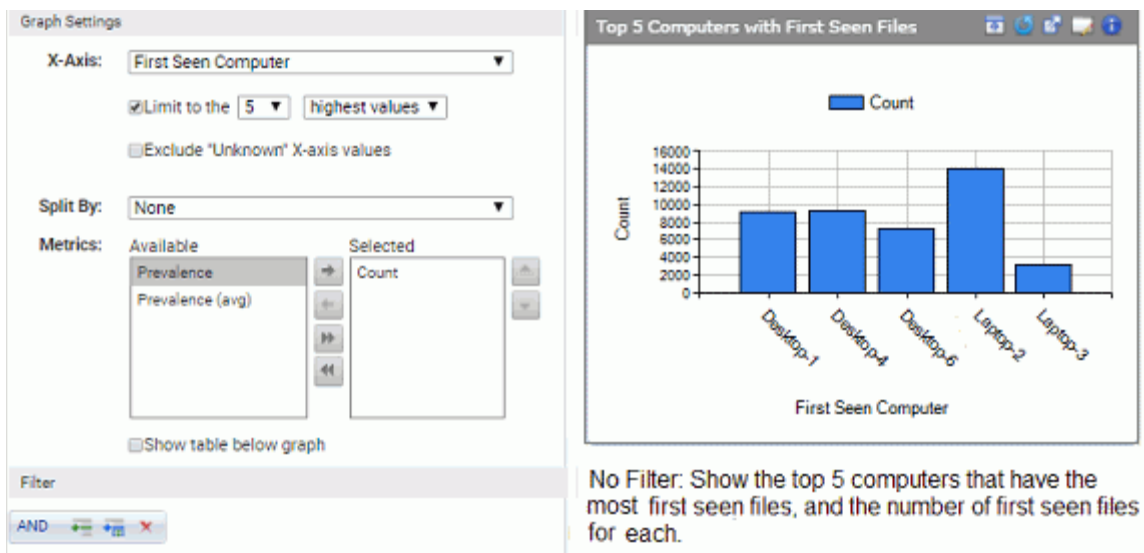 Graph Settings
X-Axis:
First Seen Computer
Limit to the 5 highest values
Exclude "Unknown" X-axis values
Split By:
None
Metrics:
Available
Selected
Prevalence
Prevalence (avg)
Count
Show table below graph
Filter
AND
Top 5 Computers with First Seen Files
Count
16000
14000
12000
10000
8000
6000
4000
2000
0
Count
Desktop-1
Desktop-4
Desktop-6
Laptop-2
Laptop-3
First Seen Computer
No Filter: Show the top 5 computers that have the
most first seen files, and the number of first seen files
for each.